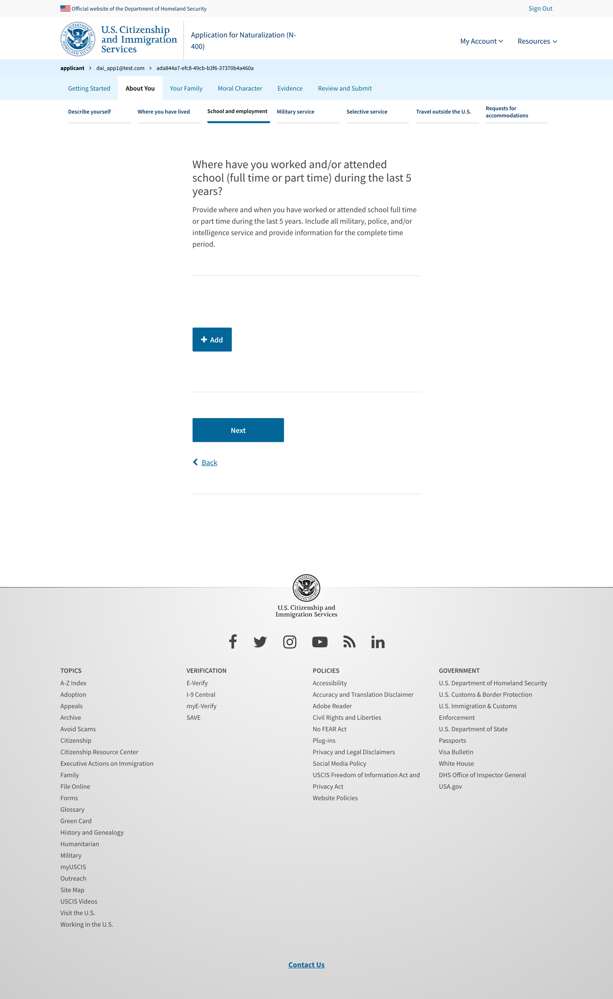 Official website of the Department of Homeland Security
Sign Out
U.S. Citizenship
and Immigration
Services
Application for Naturalization (N-
400)
My Account
Resources
applicant > dai_app1@test.com > ada844a7-efc8-49cb-b3f6-37370b4a460a
Getting Started
About You
Your Family
Moral Character
Evidence
Review and Submit
Describe yourself
Where you have lived
School and employment
Military service
Selective service
Travel outside the U.S.
Requests for
accommodations
Where have you worked and/or attended
school (full time or part time) during the last 5
years?
Provide where and when you have worked or attended school full time
or part time during the last 5 years. Include all military, police, and/or
intelligence service and provide information for the complete time
period.
Add
Next
Back
U.S. Citizenship and
Immigration Services
TOPICS
A-Z Index
Adoption
Appeals
Archive
Avoid Scams
Citizenship
Citizenship Resource Center
Executive Actions on Immigration
Family
File Online
Forms
Glossary
Green Card
History and Genealogy
Humanitarian
Military
myUSCIS
Outreach
Site Map
USCIS Videos
Visit the U.S.
Working in the U.S.
VERIFICATION
E-Verify
I-9 Central
myE-Verify
SAVE
POLICIES
Accessibility
Accuracy and Translation Disclaimer
Adobe Reader
Civil Rights and Liberties
No FEAR Act
Plug-ins
Privacy and Legal Disclaimers
Social Media Policy
USCIS Freedom of Information Act and
Privacy Act
Website Policies
GOVERNMENT
U.S. Department of Homeland Security
U.S. Customs & Border Protection
U.S. Immigration & Customs
Enforcement
U.S. Department of State
Passports
Visa Bulletin
White House
DHS Office of Inspector General
USA.gov
Contact Us